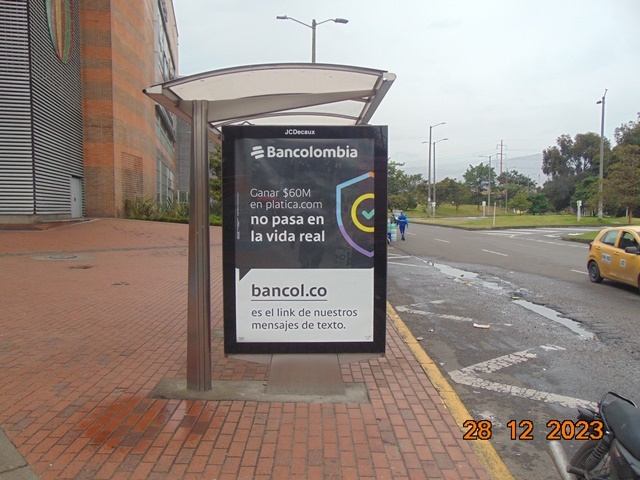 JCDecaux
Bancolombia
Ganar $60M
en platica.com
no pasa en
la vida real
bancol.co
es el link de nuestros
mensajes de texto.
28 12 2023